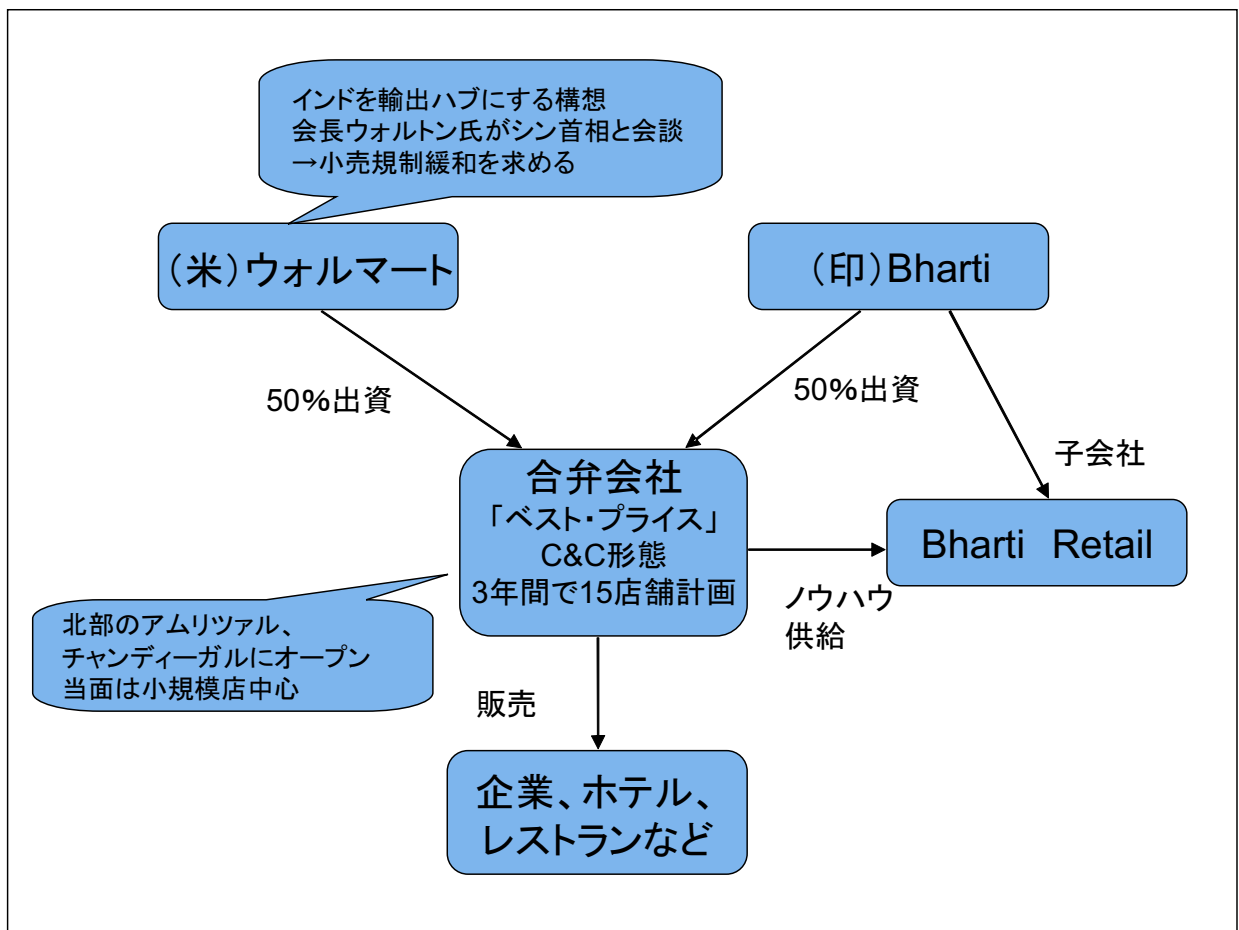 インドを輸出ハブにする構想
会長ウォルトン氏がシン首相と会談
→小売規制緩和を求める
（米）ウォルマート
（印）Bharti
50%出資
50%出資
子会社
合弁会社
「ベスト・プライス」
C&C形態
3年間で15店舗計画
Bharti　Retail
ノウハウ
供給
北部のアムリツァル、
チャンディーガルにオープン
当面は小規模店中心
販売
企業、ホテル、
レストランなど